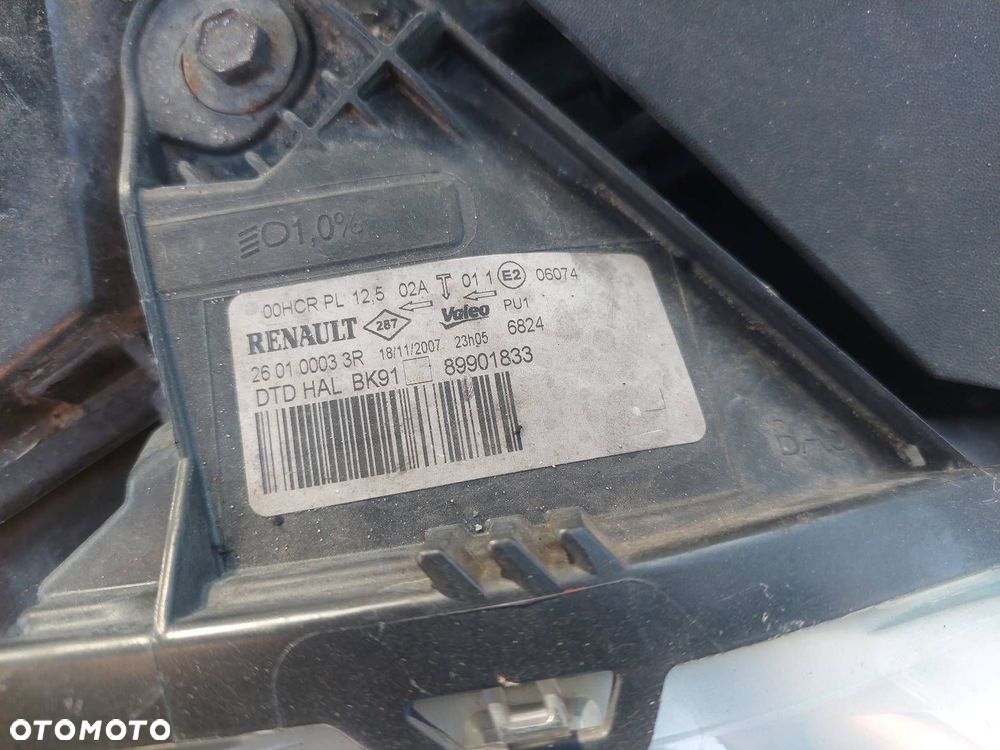 1,0%
00HCR PL 12,5 02A 01 1 E2 06074
RENAULT 287 Valeo PU1
26 01 0003 3R 18/11/2007 23h05 6824
DTD HAL BK91 89901833
OTOMOTO